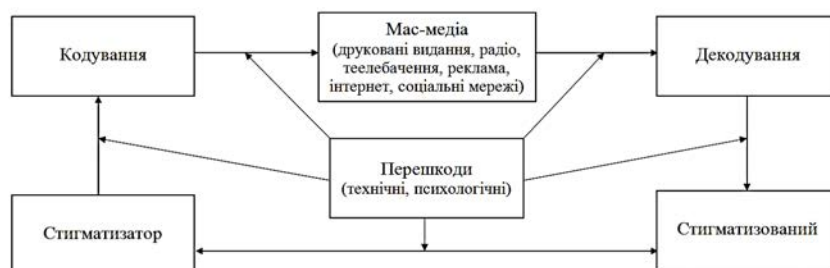 Кодування
Мас-медіа
(друковані видання, радіо,
теелебачення, реклама,
інтернет, соціальні мережі)
Декодування
Перешкоди
(технічні, психологічні)
Стигматизатор
Стигматизований